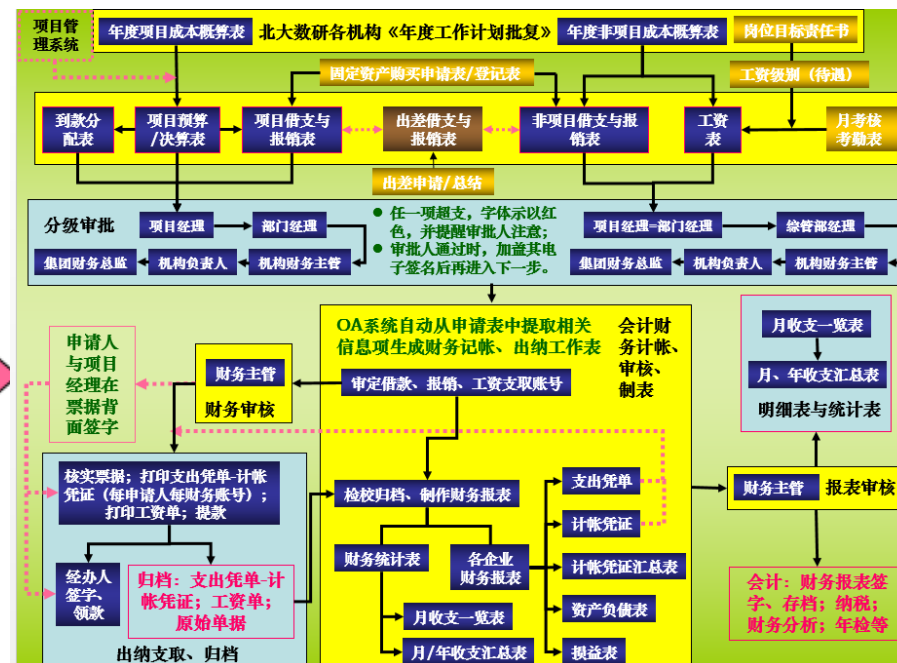 项目管
理系统
年度项目成本概算表
北大数研各机构《年度工作计划批复》
年度非项目成本概算表
岗位目标责任书
固定资产购买申请表/登记表
工资级别（待遇）
到款分
配表
项目预算
/决算表
项目借支与
报销表
出差借支与
报销表
非项目借支与报
销表
工资
表
月考核
考勤表
出差申请/总结
分级审批
项目经理
部门经理
集团财务总监
机构负责人
机构财务主管
● 任一项超支，字体示以红
色，并提醒审批人注意；
● 审批人通过时，加盖其电
子签名后再进入下一步。
项目经理=部门经理
综管部经理
集团财务总监
机构负责人
机构财务主管
申请人
与项目
经理在
票据背
面签字
财务主管
财务审核
OA系统自动从申请表中提取相关
信息项生成财务记帐、出纳工作表
会计财
务计帐、
审核、
制表
审定借款、报销、工资支取账号
月收支一览表
月、年收支汇总表
明细表与统计表
核实票据；打印支出凭单-计帐
凭证（每申请人每财务账号）；
打印工资单；提款
经办人
签字、
领款
归档：支出凭单-计
帐凭证；工资单；
原始单据
出纳支取、归档
检校归档、制作财务报表
财务统计表
各企业
财务报表
月收支一览表
月/年收支汇总表
支出凭单
计帐凭证
计帐凭证汇总表
资产负债表
损益表
财务主管
报表审核
会计：财务报表签
字、存档；纳税；
财务分析；年检等